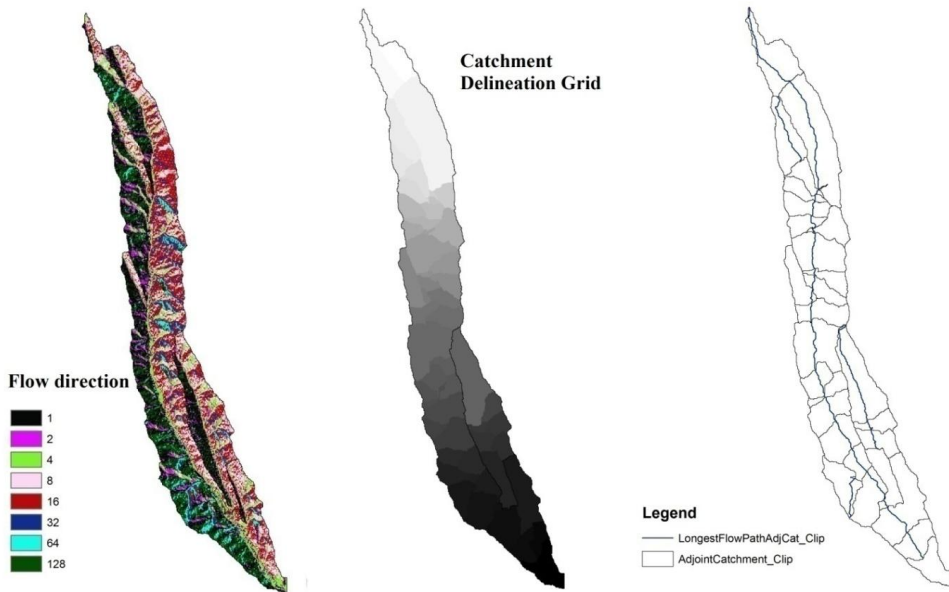 Catchment
Delineation Grid
Flow direction
1
2
4
8
16
32
64
128
Legend
LongestFlowPathAdjCat_Clip
AdjointCatchment_Clip